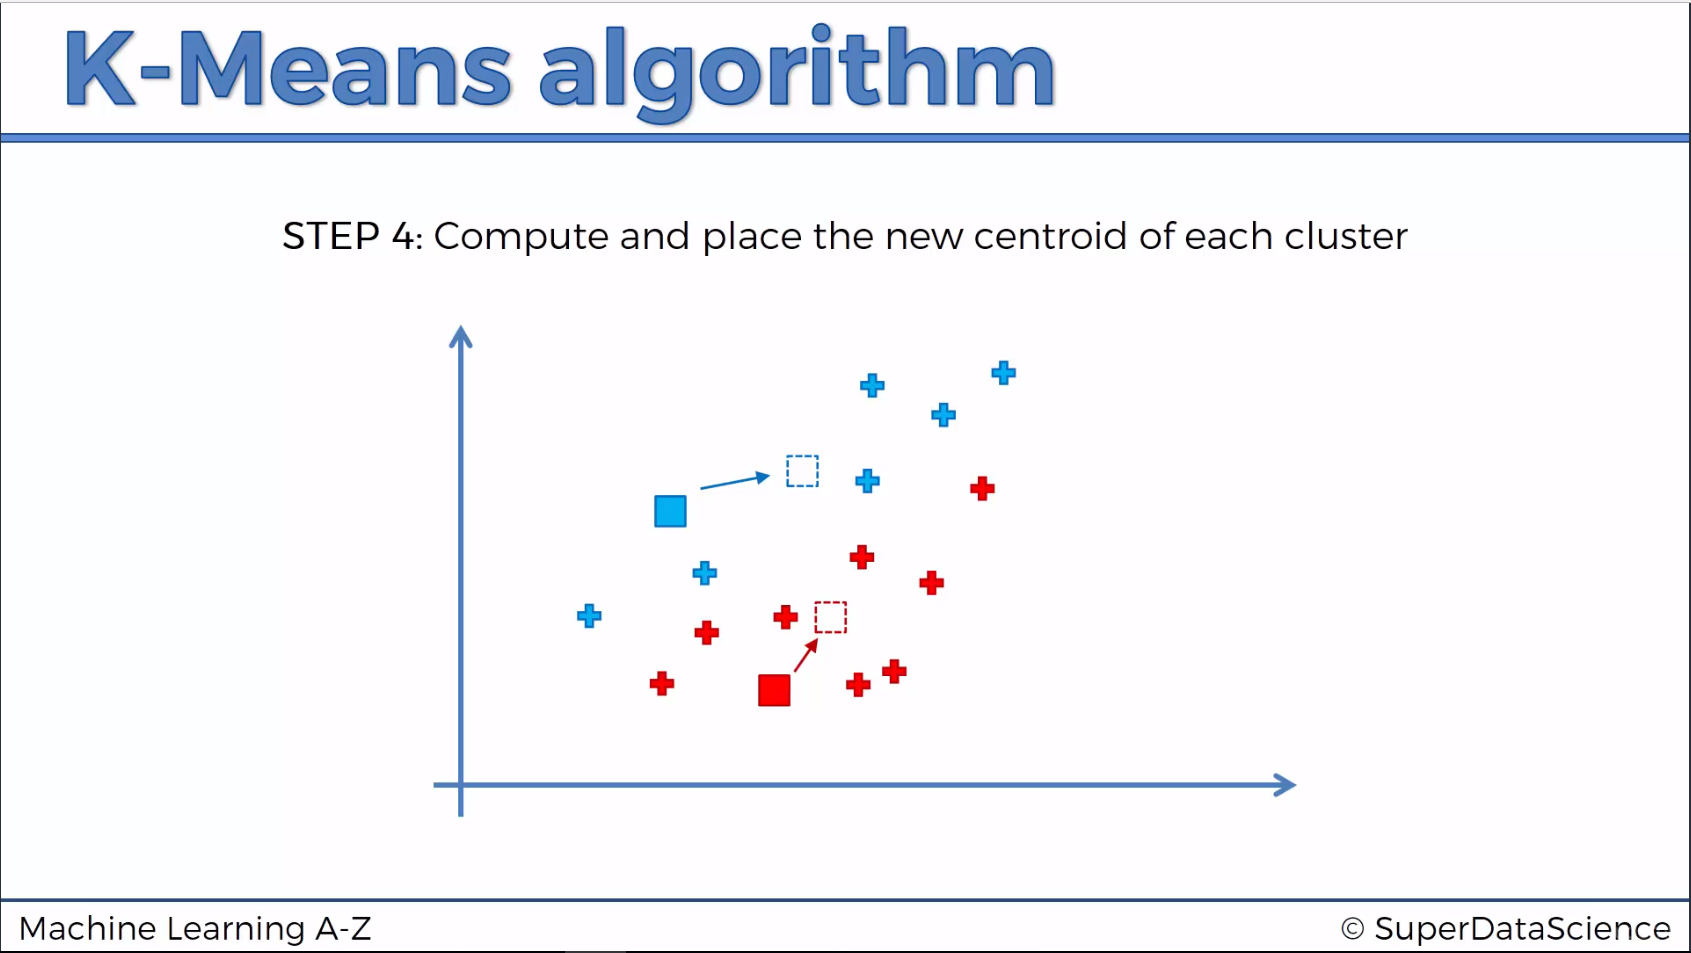 K-Means algorithm
STEP 4: Compute and place the new centroid of each cluster
Machine Learning A-Z
© SuperDataScience